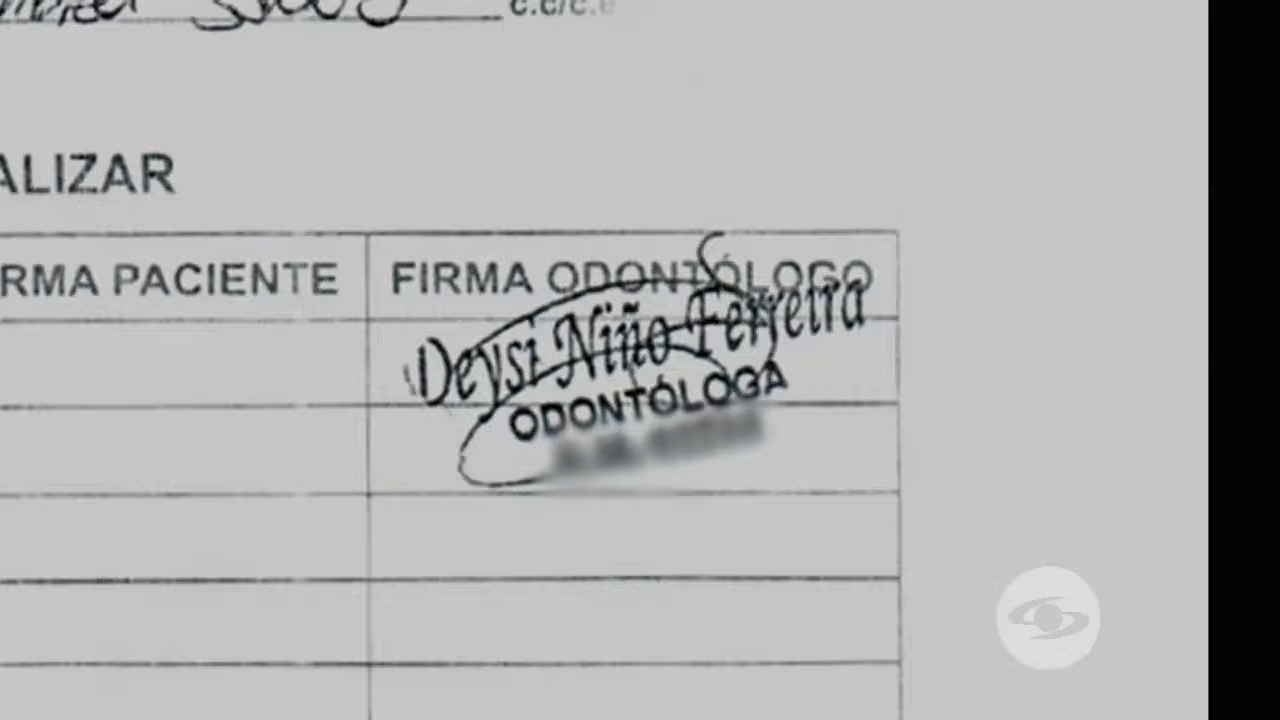 C.C/C.E
ALIZAR
RMA PACIENTE
FIRMA ODONTÓLOGO
Deysi Niño Ferreira
ODONTÓLOGA